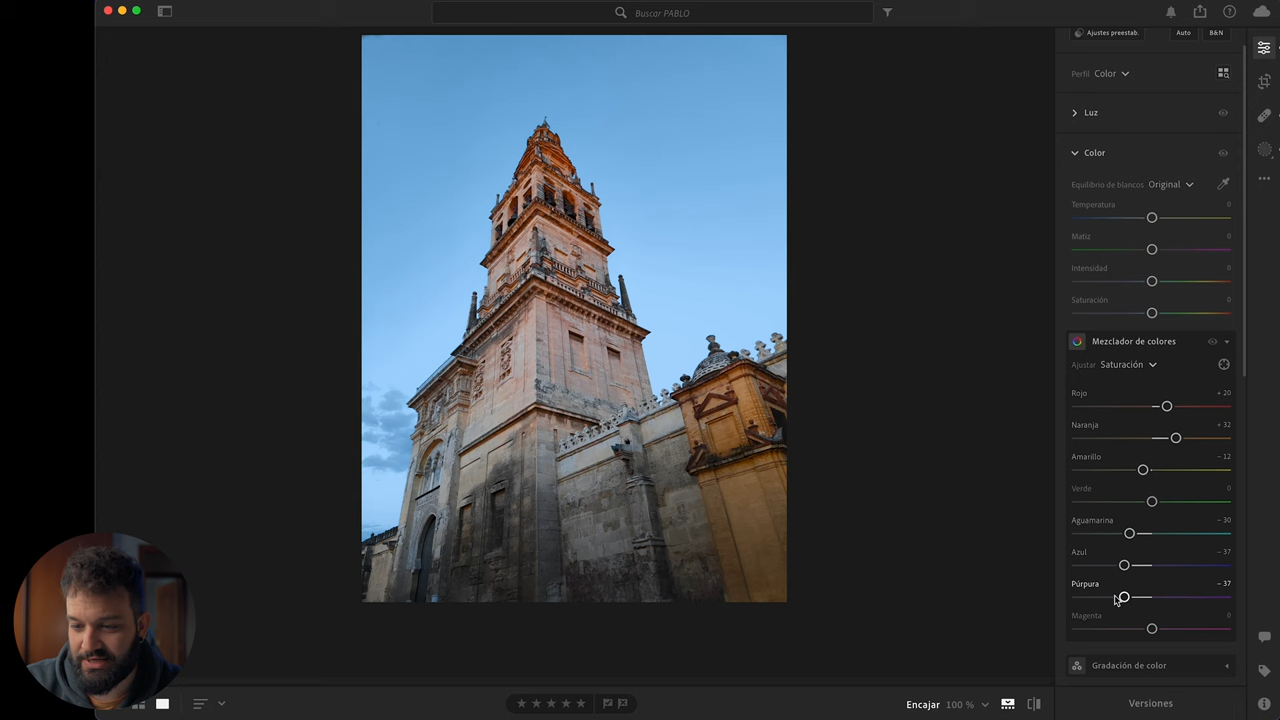 Buscar PABLO
Ajustes preestab.
Auto
B&N
Perfil Color
Luz
Color
Equilibrio de blancos Original
Temperatura 0
Matiz 0
Intensidad 0
Saturación 0
Mezclador de colores
Ajustar Saturación
Rojo + 20
Naranja + 32
Amarillo − 12
Verde 0
Aguamarina − 30
Azul − 37
Púrpura − 37
Magenta 0
Gradación de color
Encajar 100 %
Versiones